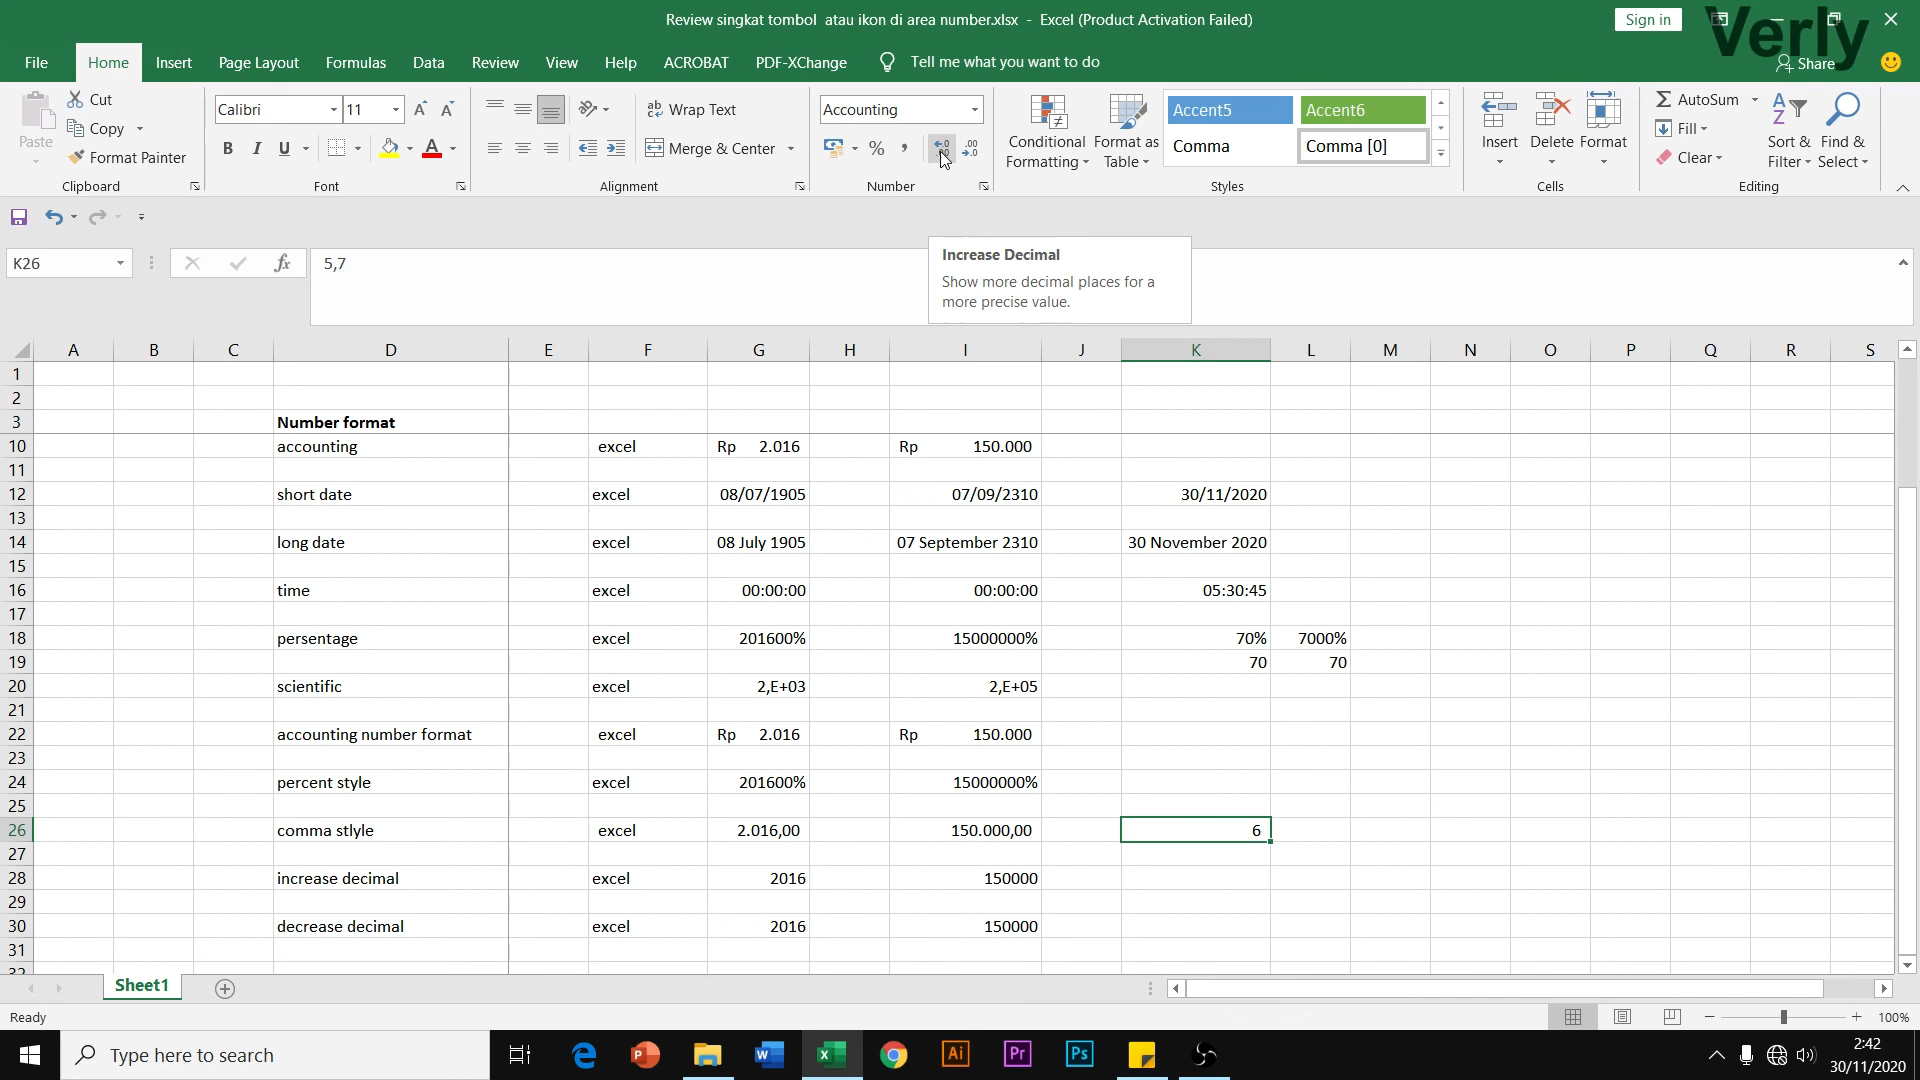 Review singkat tombol  atau ikon di area number.xlsx  -  Excel (Product Activation Failed)
Sign in
Verly
File Home Insert Page Layout Formulas Data Review View Help ACROBAT PDF-XChange Tell me what you want to do Share
Paste
Cut
Copy
Format Painter
Clipboard
Calibri 11
B I U
Font
Wrap Text
Merge & Center
Alignment
Accounting
%
Number
Conditional Formatting
Format as Table
Accent5 Accent6
Comma Comma [0]
Styles
Insert Delete Format
Cells
AutoSum
Fill
Clear
Sort & Filter
Find & Select
Editing
K26 fx 5,7
Increase Decimal
Show more decimal places for a
more precise value.
A B C D E F G H I J K L M N O P Q R S
1
2
3 Number format
10 accounting excel Rp 2.016 Rp 150.000
11
12 short date excel 08/07/1905 07/09/2310 30/11/2020
13
14 long date excel 08 July 1905 07 September 2310 30 November 2020
15
16 time excel 00:00:00 00:00:00 05:30:45
17
18 persentage excel 201600% 15000000% 70% 7000%
19 70 70
20 scientific excel 2,E+03 2,E+05
21
22 accounting number format excel Rp 2.016 Rp 150.000
23
24 percent style excel 201600% 15000000%
25
26 comma stlyle excel 2.016,00 150.000,00 6
27
28 increase decimal excel 2016 150000
29
30 decrease decimal excel 2016 150000
31
32
Sheet1
Ready 100%
Type here to search
2:42
30/11/2020